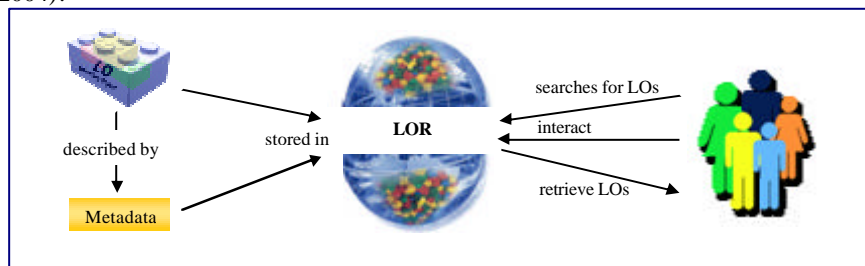 LO
searches for LOs
described by
stored in
LOR
interact
retrieve LOs
Metadata